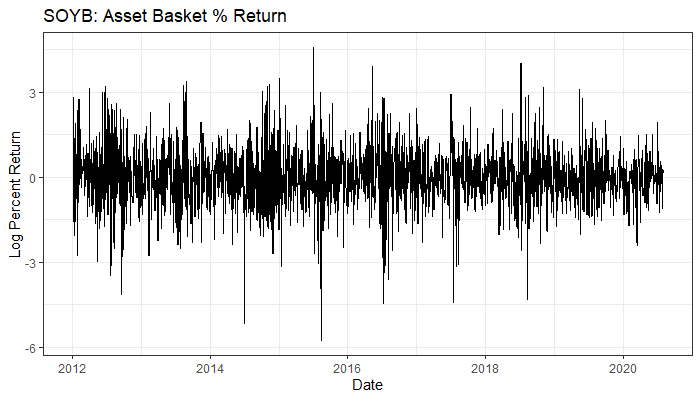 SOYB: Asset Basket % Return
Log Percent Return
3
0
-3
-6
2012 2014 2016 2018 2020
Date